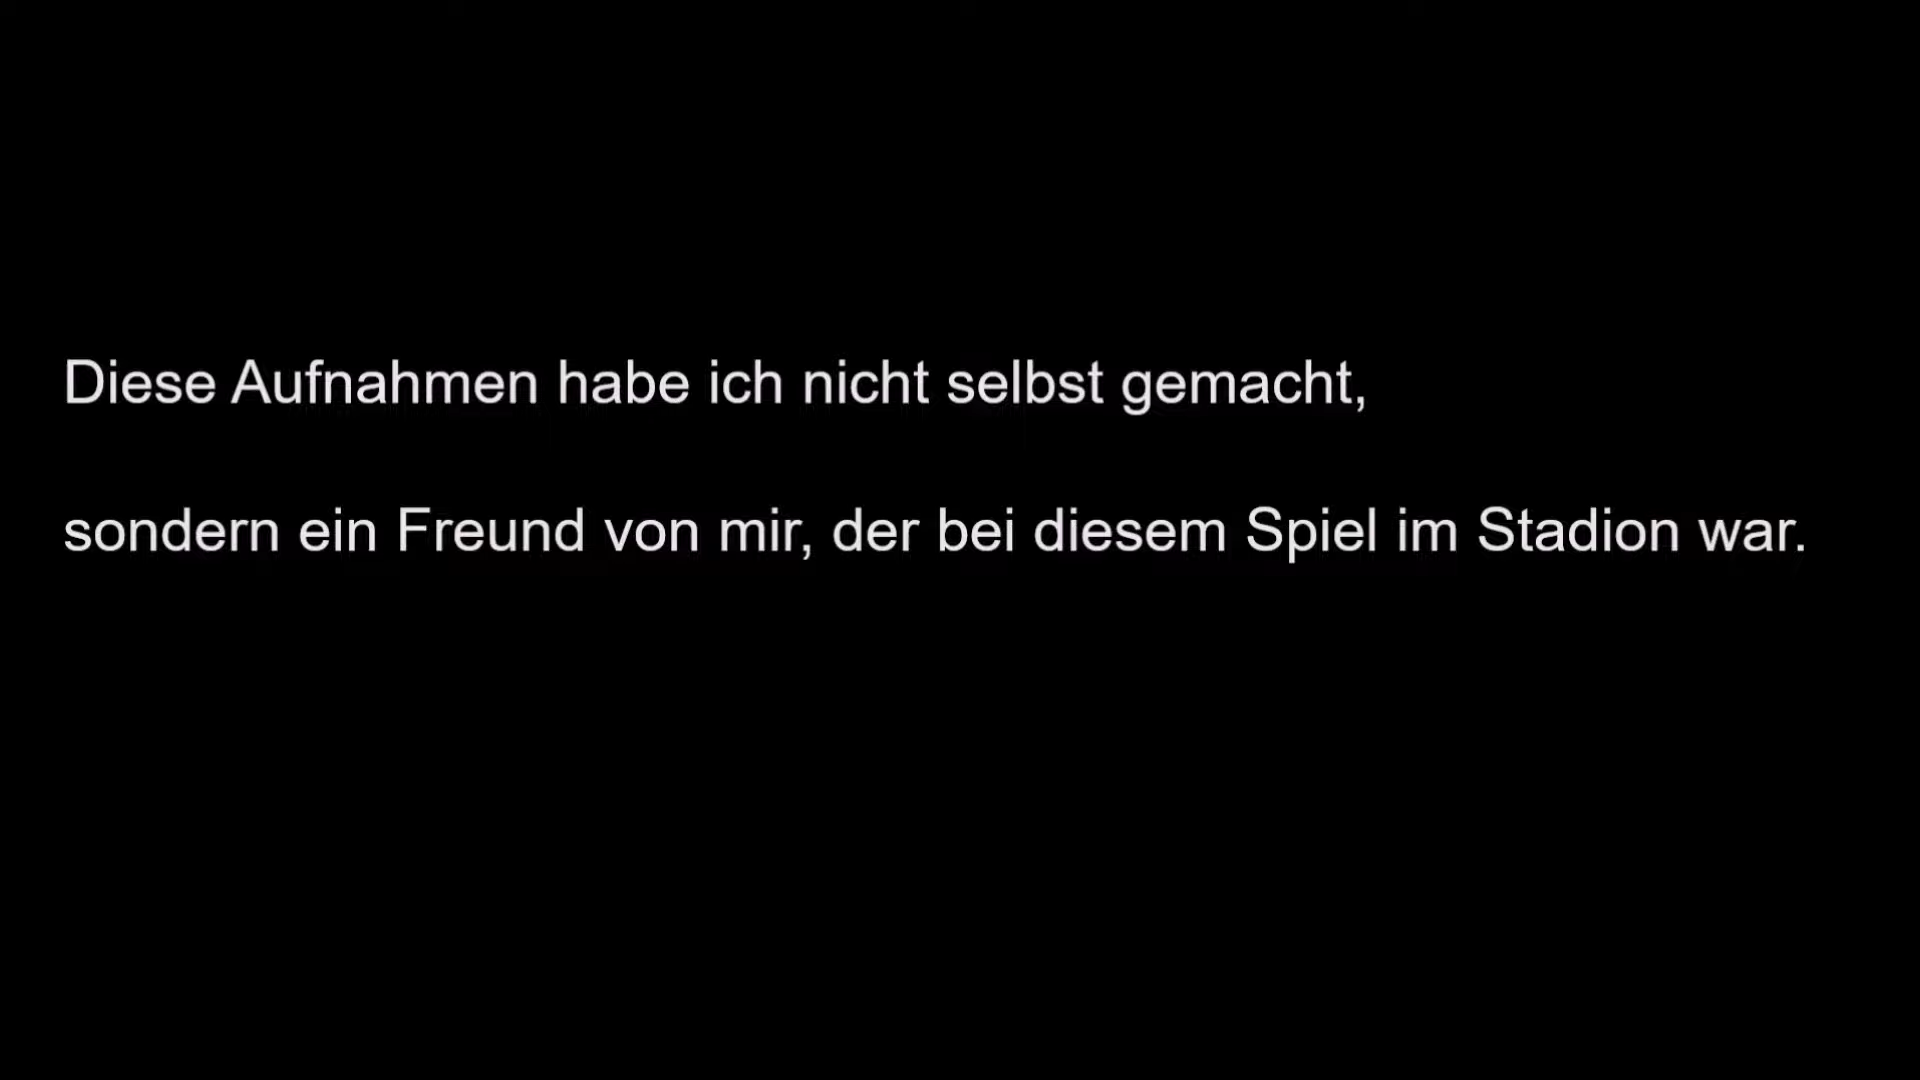 Diese Aufnahmen habe ich nicht selbst gemacht,
sondern ein Freund von mir, der bei diesem Spiel im Stadion war.